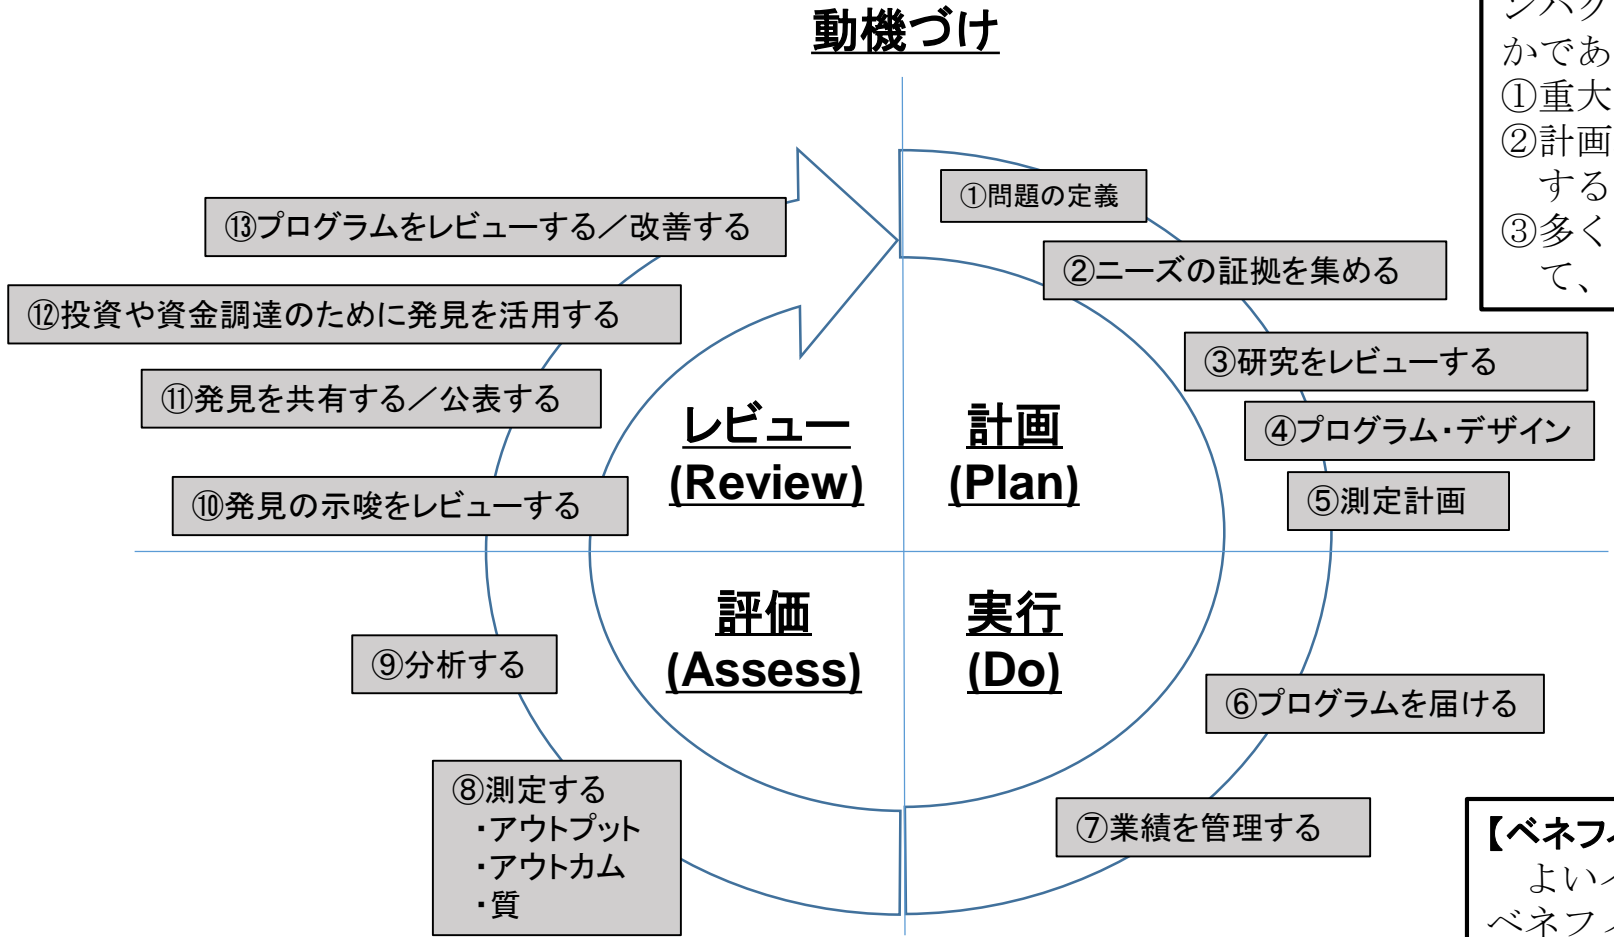 動機づけ
ンパク
かであ
①重大
②計画
する
③多く
て、
①問題の定義
②ニーズの証拠を集める
③研究をレビューする
④プログラム・デザイン
⑤測定計画
⑥プログラムを届ける
⑦業績を管理する
⑧測定する
・アウトプット
・アウトカム
・質
⑨分析する
⑩発見の示唆をレビューする
⑪発見を共有する/公表する
⑫投資や資金調達のために発見を活用する
⑬プログラムをレビューする/改善する
レビュー
(Review)
計画
(Plan)
評価
(Assess)
実行
(Do)
【ベネフ
よいイ
ベネフィ